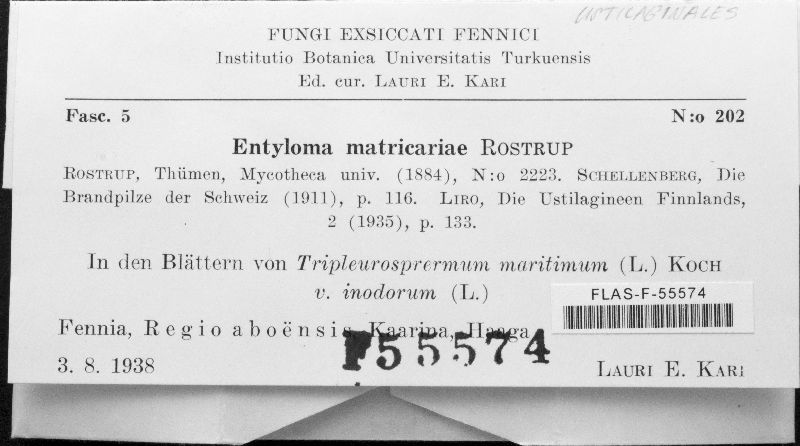 USTILAGINALES
FUNGI EXSICCATI FENNICI
Institutio Botanica Universitatis Turkuensis
Ed. cur. LAURI E. KARI
Fasc. 5 N:o 202
Entyloma matricariae ROSTRUP
ROSTRUP, Thümen, Mycotheca univ. (1884), N:o 2223. SCHELLENBERG, Die
Brandpilze der Schweiz (1911), p. 116. LIRO, Die Ustilagineen Finnlands,
2 (1935), p. 133.
In den Blättern von Tripleurosprermum maritimum (L.) KOCH
v. inodorum (L.)
FLAS-F-55574
Fennia, Regio aboënsis, Kaarina, Haaga
F55574
3. 8. 1938 LAURI E. KARI